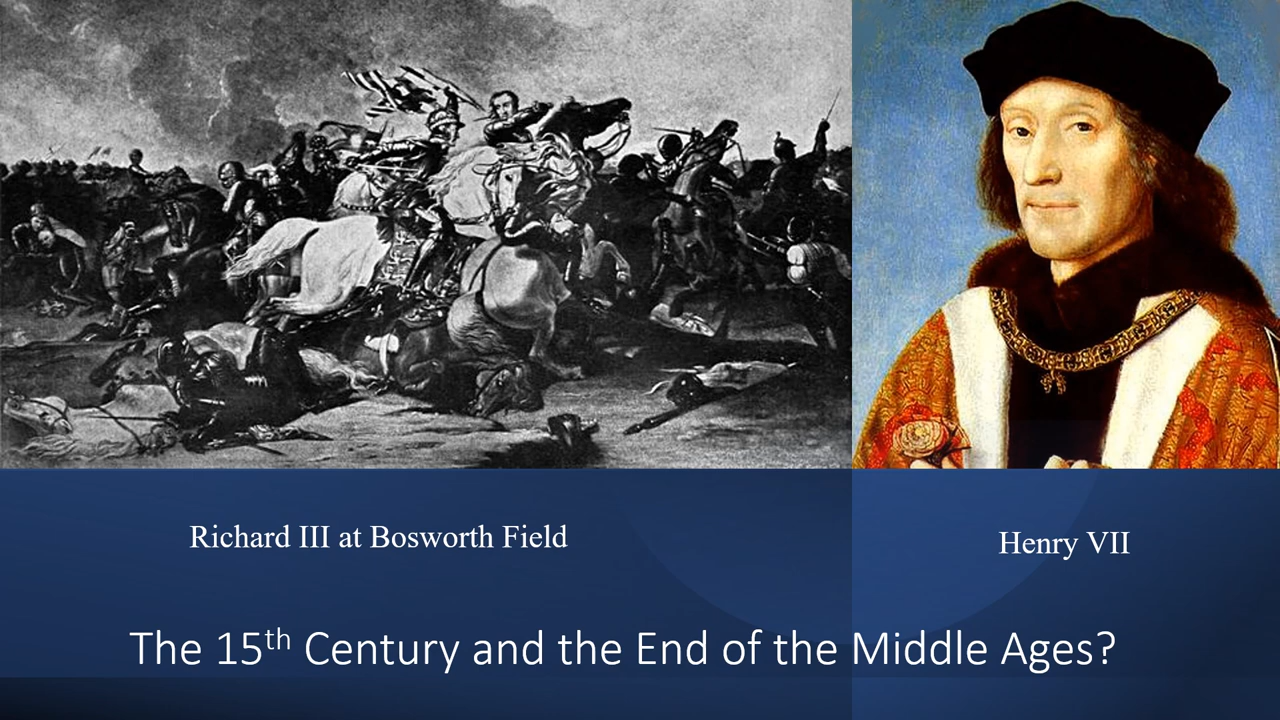 Richard III at Bosworth Field
Henry VII
The 15th Century and the End of the Middle Ages?